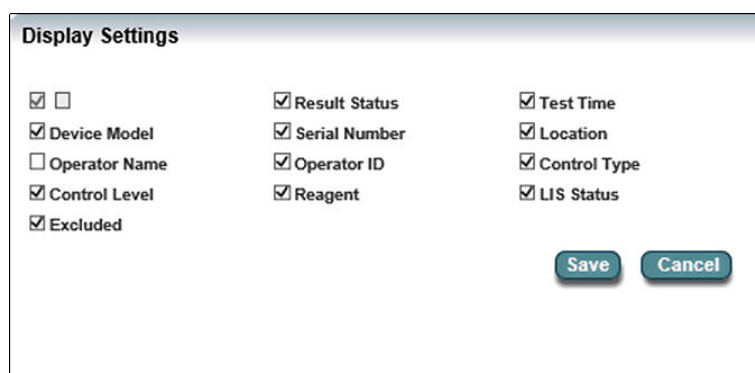 Display Settings
Result Status
Test Time
Device Model
Serial Number
Location
Operator Name
Operator ID
Control Type
Control Level
Reagent
LIS Status
Excluded
Save
Cancel